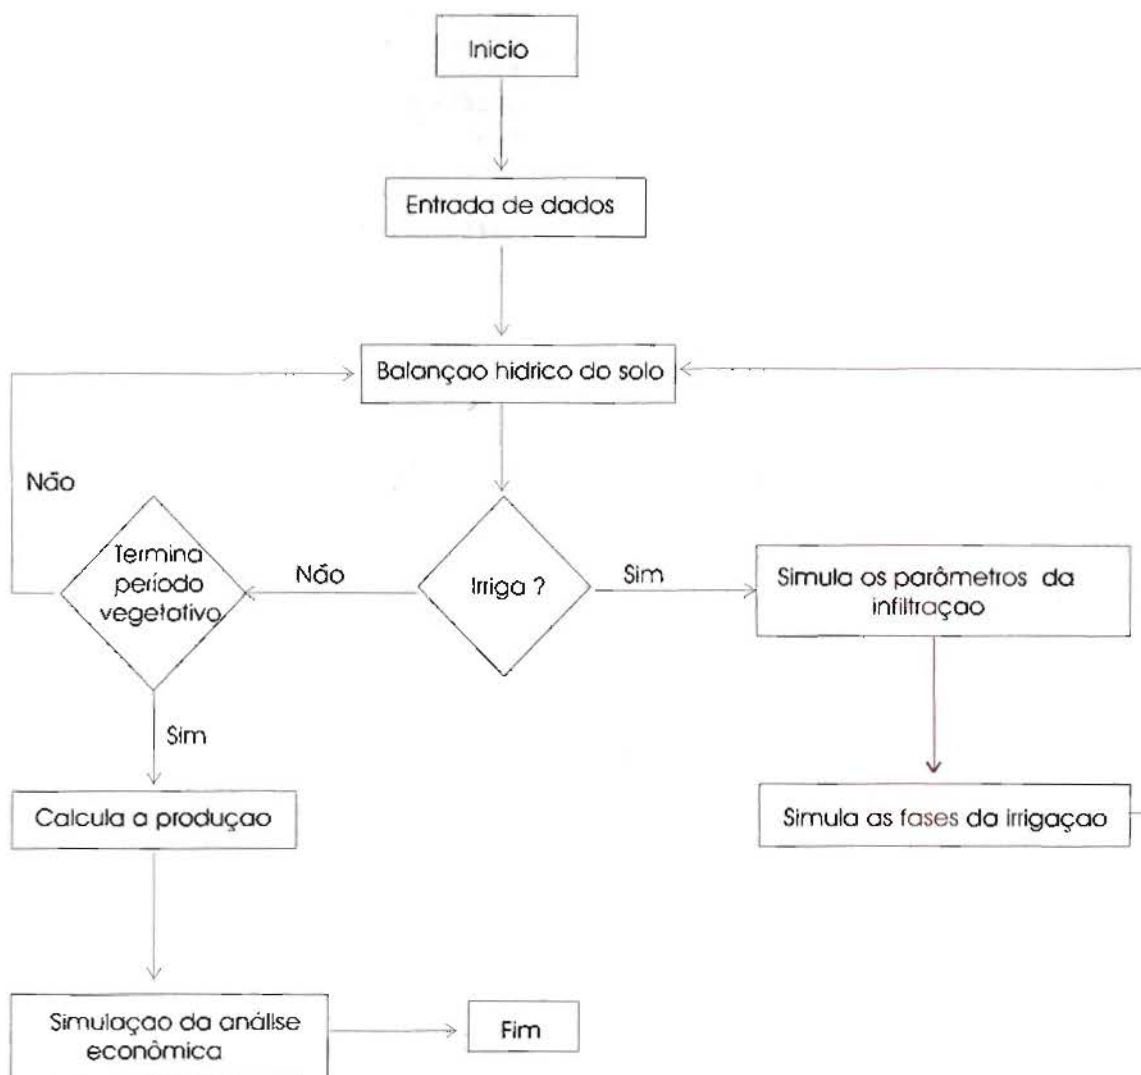 Inicio
Entrada de dados
Balançao hidrico do solo
Não
Termina
período
vegetativo
Não
Irriga ?
Sim
Simula os parâmetros da
infiltraçao
Sim
Calcula a produçao
Simula as fases da irrigaçao
Simulaçao da análise
econômica
Fim